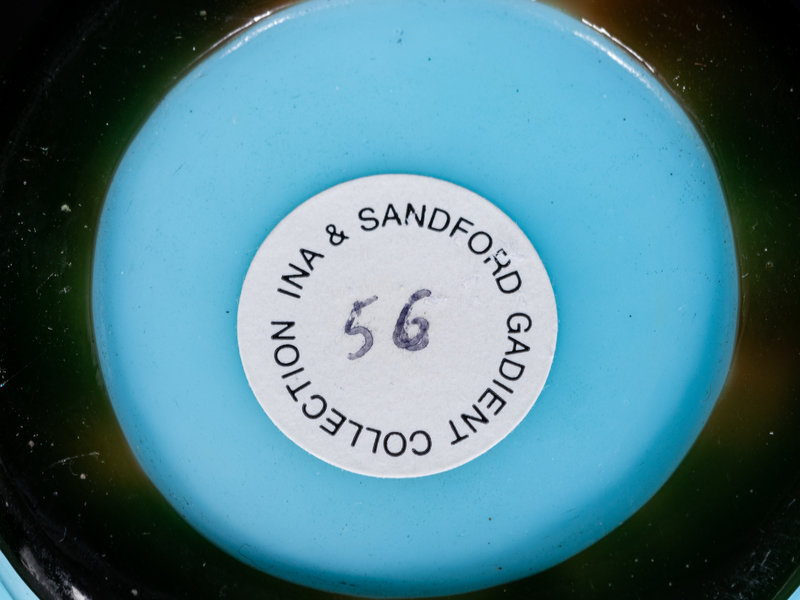 INA & SANDFORD GADIENT COLLECTION
56